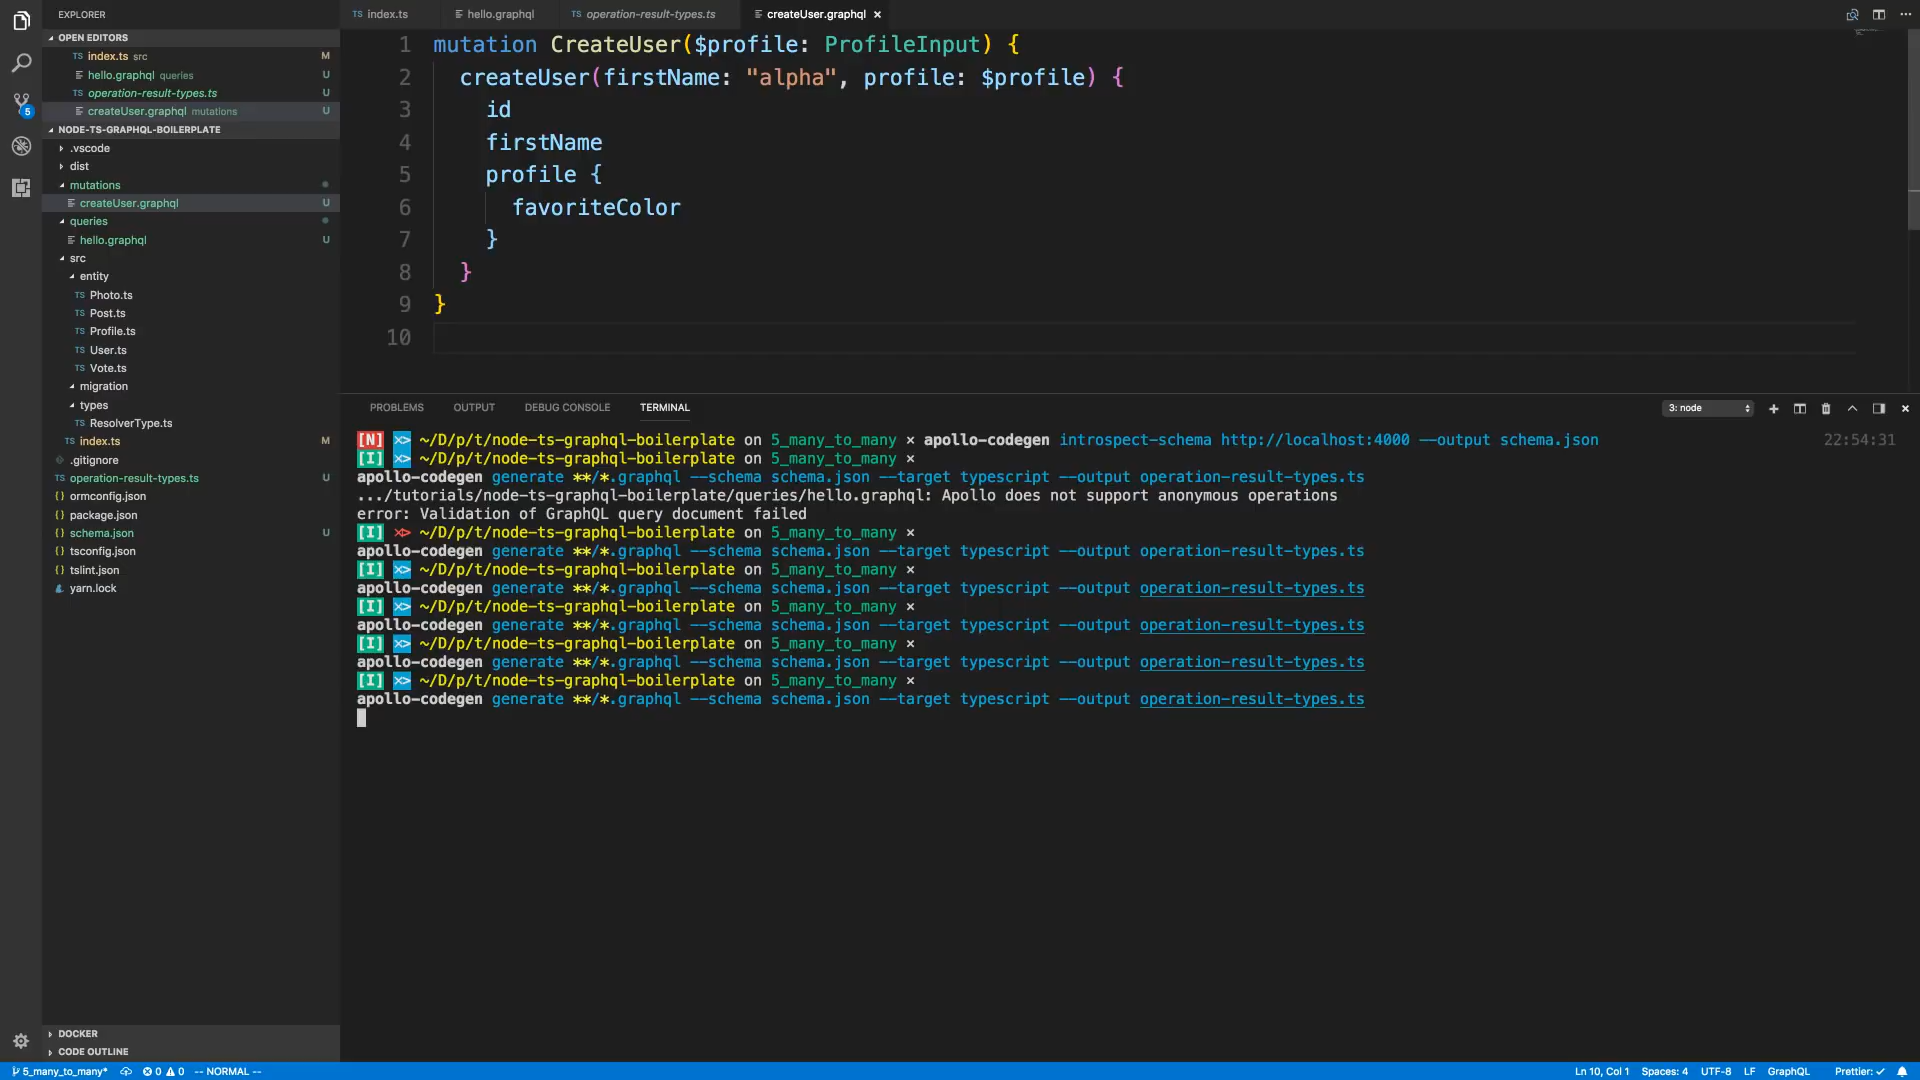 EXPLORER
OPEN EDITORS
TS index.ts src M
hello.graphql queries U
TS operation-result-types.ts U
createUser.graphql mutations U
NODE-TS-GRAPHQL-BOILERPLATE
.vscode
dist
mutations
createUser.graphql U
queries
hello.graphql U
src
entity
TS Photo.ts
TS Post.ts
TS Profile.ts
TS User.ts
TS Vote.ts
migration
types
TS ResolverType.ts
TS index.ts M
.gitignore
TS operation-result-types.ts U
{} ormconfig.json
{} package.json
{} schema.json U
{} tsconfig.json
{} tslint.json
yarn.lock
DOCKER
CODE OUTLINE
5
TS index.ts hello.graphql TS operation-result-types.ts createUser.graphql ×
1 mutation CreateUser($profile: ProfileInput) {
2 createUser(firstName: "alpha", profile: $profile) {
3 id
4 firstName
5 profile {
6 favoriteColor
7 }
8 }
9 }
10
PROBLEMS OUTPUT DEBUG CONSOLE TERMINAL 3: node
[N] ~/D/p/t/node-ts-graphql-boilerplate on 5_many_to_many × apollo-codegen introspect-schema http://localhost:4000 --output schema.json 22:54:31
[I] ~/D/p/t/node-ts-graphql-boilerplate on 5_many_to_many ×
apollo-codegen generate **/*.graphql --schema schema.json --target typescript --output operation-result-types.ts
.../tutorials/node-ts-graphql-boilerplate/queries/hello.graphql: Apollo does not support anonymous operations
error: Validation of GraphQL query document failed
[I] ~/D/p/t/node-ts-graphql-boilerplate on 5_many_to_many ×
apollo-codegen generate **/*.graphql --schema schema.json --target typescript --output operation-result-types.ts
[I] ~/D/p/t/node-ts-graphql-boilerplate on 5_many_to_many ×
apollo-codegen generate **/*.graphql --schema schema.json --target typescript --output operation-result-types.ts
[I] ~/D/p/t/node-ts-graphql-boilerplate on 5_many_to_many ×
apollo-codegen generate **/*.graphql --schema schema.json --target typescript --output operation-result-types.ts
[I] ~/D/p/t/node-ts-graphql-boilerplate on 5_many_to_many ×
apollo-codegen generate **/*.graphql --schema schema.json --target typescript --output operation-result-types.ts
[I] ~/D/p/t/node-ts-graphql-boilerplate on 5_many_to_many ×
apollo-codegen generate **/*.graphql --schema schema.json --target typescript --output operation-result-types.ts
5_many_to_many* 0 0 -- NORMAL -- Ln 10, Col 1 Spaces: 4 UTF-8 LF GraphQL Prettier: ✓